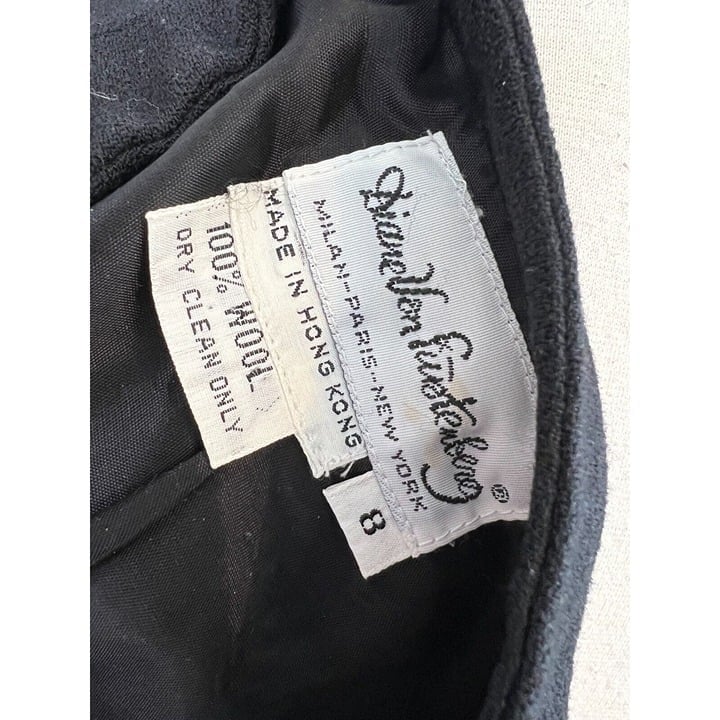 Diane Von Furstenberg ®
MILAN-PARIS-NEW YORK
MADE IN HONG KONG
100% WOOL
DRY CLEAN ONLY
8